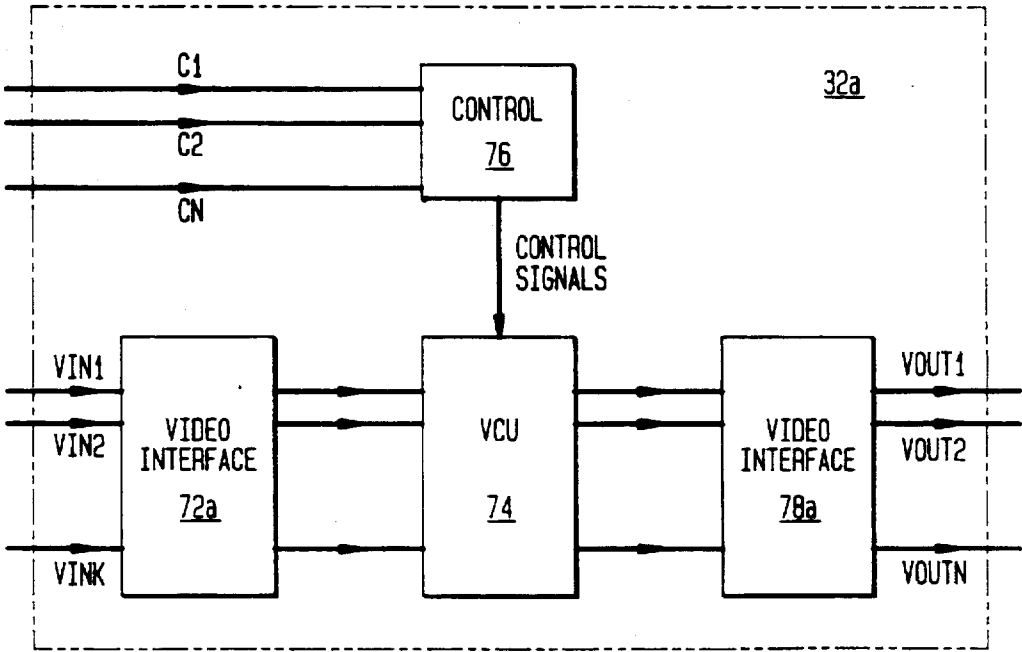 C1
C2
CN
CONTROL
76
32a
CONTROL
SIGNALS
VIN1
VIN2
VINK
VIDEO
INTERFACE
72a
VCU
74
VIDEO
INTERFACE
78a
VOUT1
VOUT2
VOUTN